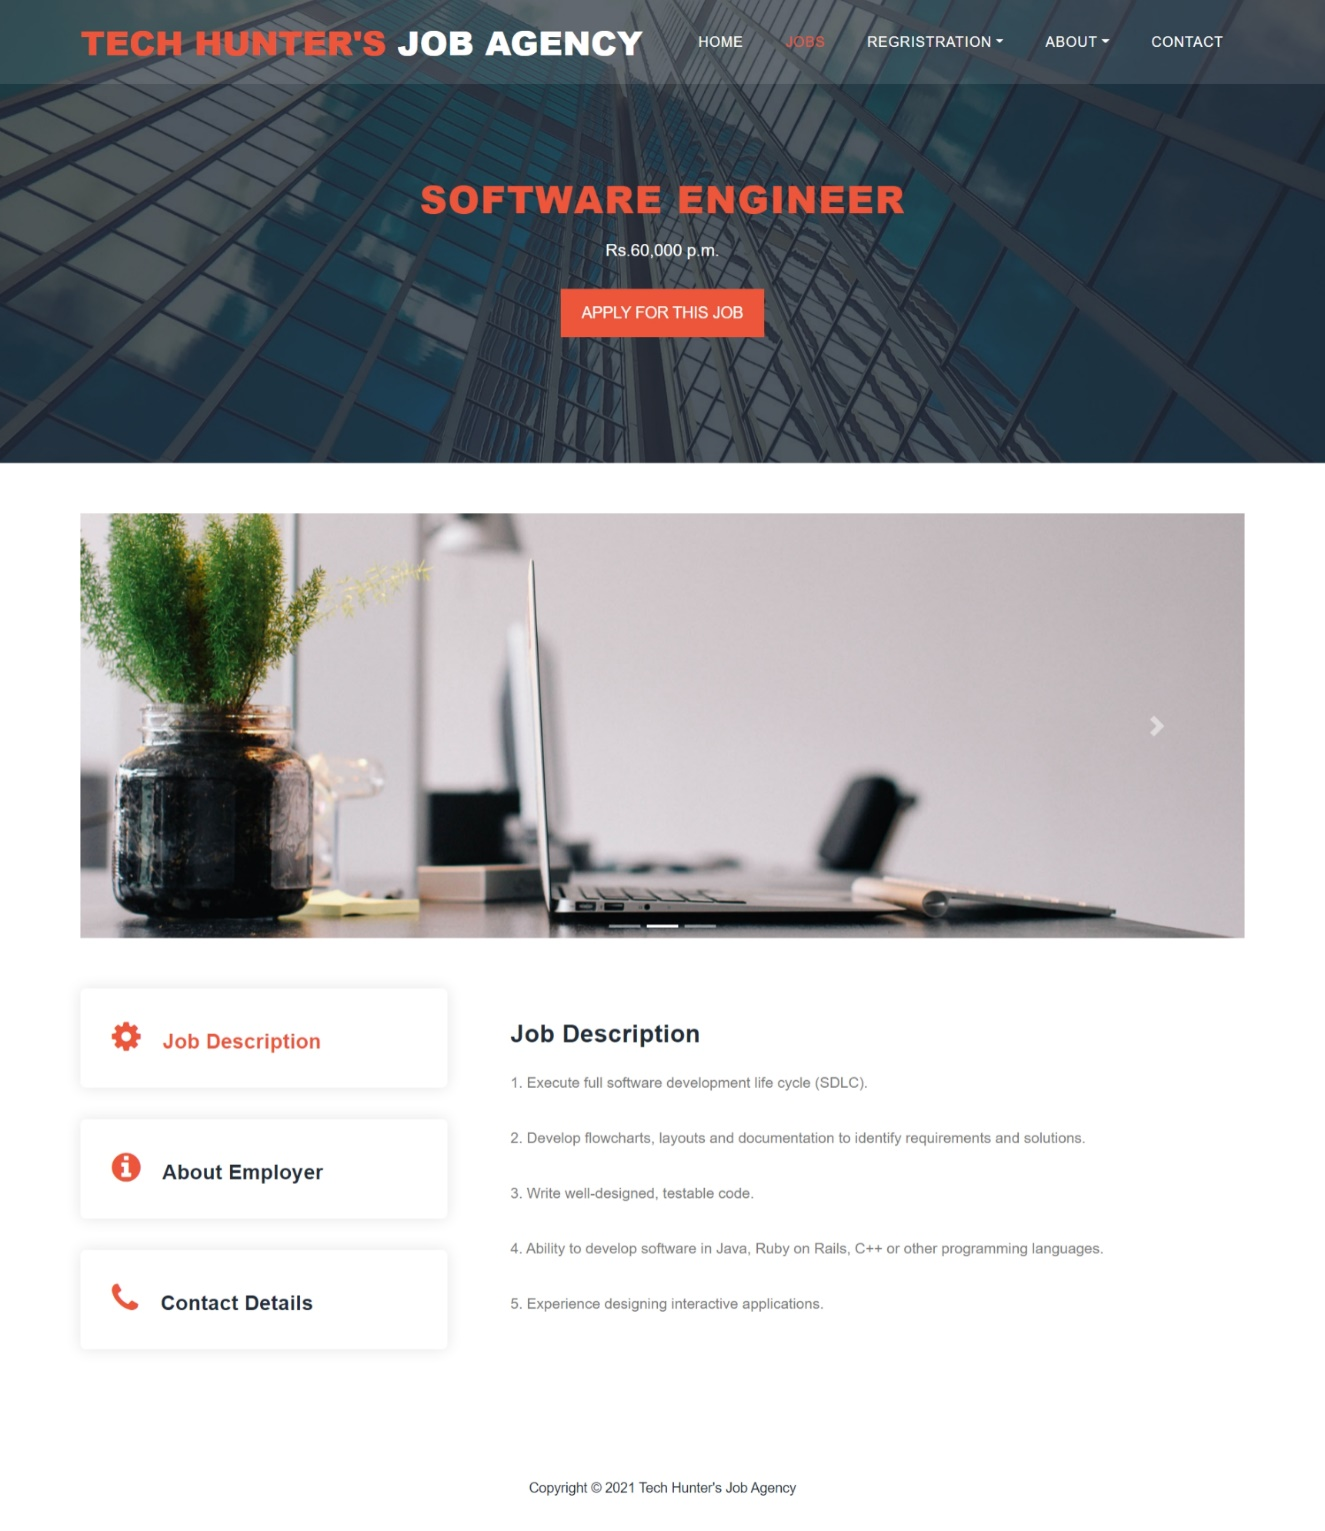 TECH HUNTER'S JOB AGENCY
HOME
JOBS
REGRISTRATION
ABOUT
CONTACT
SOFTWARE ENGINEER
Rs.60,000 p.m.
APPLY FOR THIS JOB
Job Description
About Employer
Contact Details
Job Description
1. Execute full software development life cycle (SDLC).
2. Develop flowcharts, layouts and documentation to identify requirements and solutions.
3. Write well-designed, testable code.
4. Ability to develop software in Java, Ruby on Rails, C++ or other programming languages.
5. Experience designing interactive applications.
Copyright © 2021 Tech Hunter's Job Agency